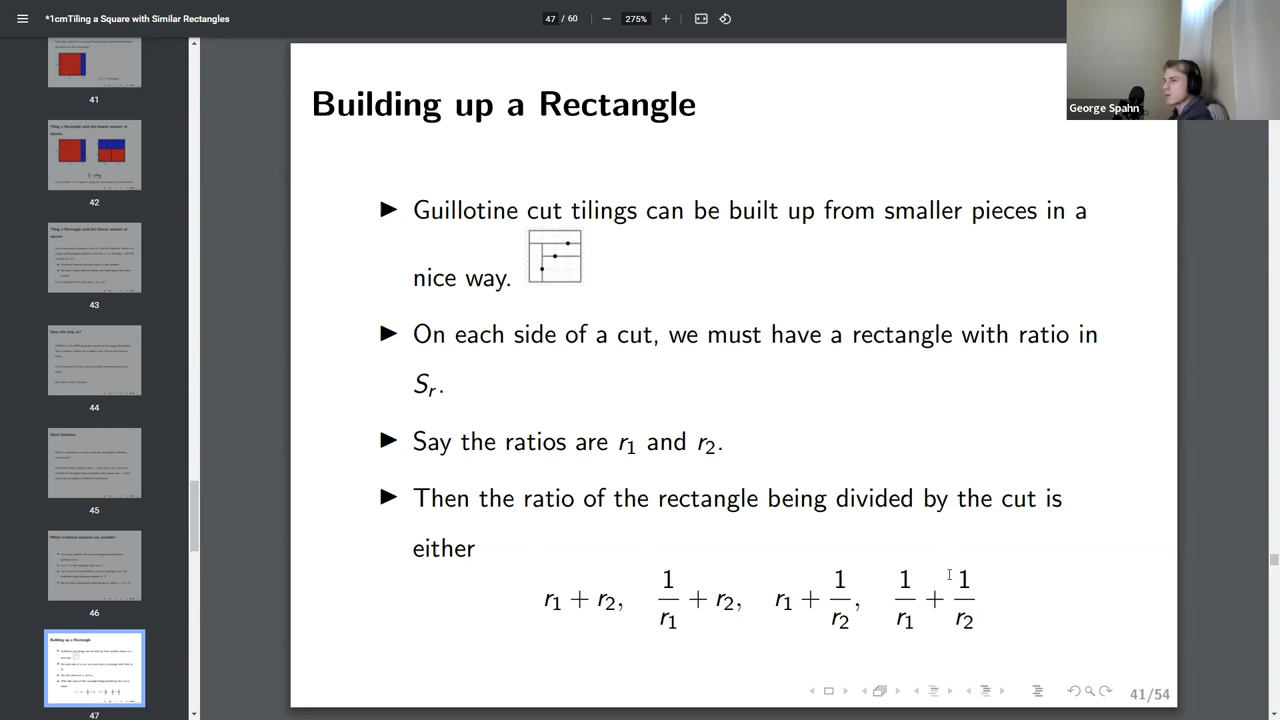 *1cmTiling a Square with Similar Rectangles
47 / 60
275%
41
42
43
44
45
46
47
George Spahn
Building up a Rectangle
Guillotine cut tilings can be built up from smaller pieces in a
nice way.
On each side of a cut, we must have a rectangle with ratio in
S_r.
Say the ratios are r_1 and r_2.
Then the ratio of the rectangle being divided by the cut is
either
r_1 + r_2, 1/r_1 + r_2, r_1 + 1/r_2, 1/r_1 + 1/r_2
41/54